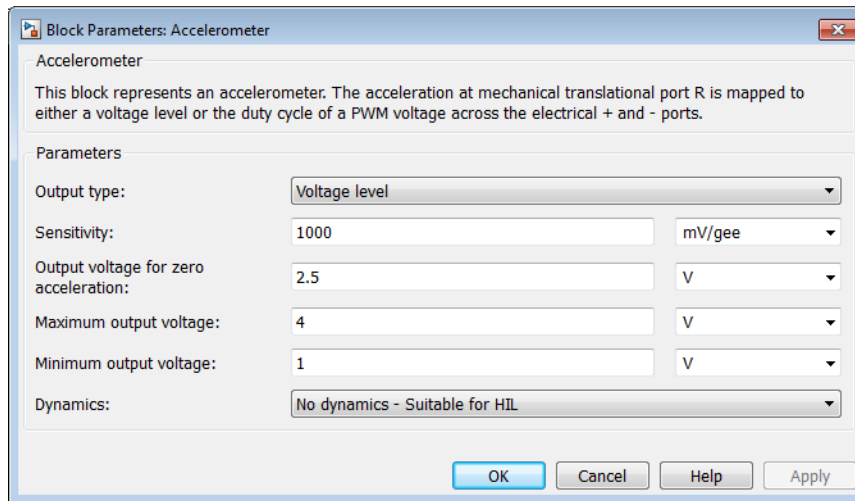 Block Parameters: Accelerometer
Accelerometer
This block represents an accelerometer. The acceleration at mechanical translational port R is mapped to
either a voltage level or the duty cycle of a PWM voltage across the electrical + and - ports.
Parameters
Output type: Voltage level
Sensitivity: 1000 mV/gee
Output voltage for zero
acceleration: 2.5 V
Maximum output voltage: 4 V
Minimum output voltage: 1 V
Dynamics: No dynamics - Suitable for HIL
OK Cancel Help Apply